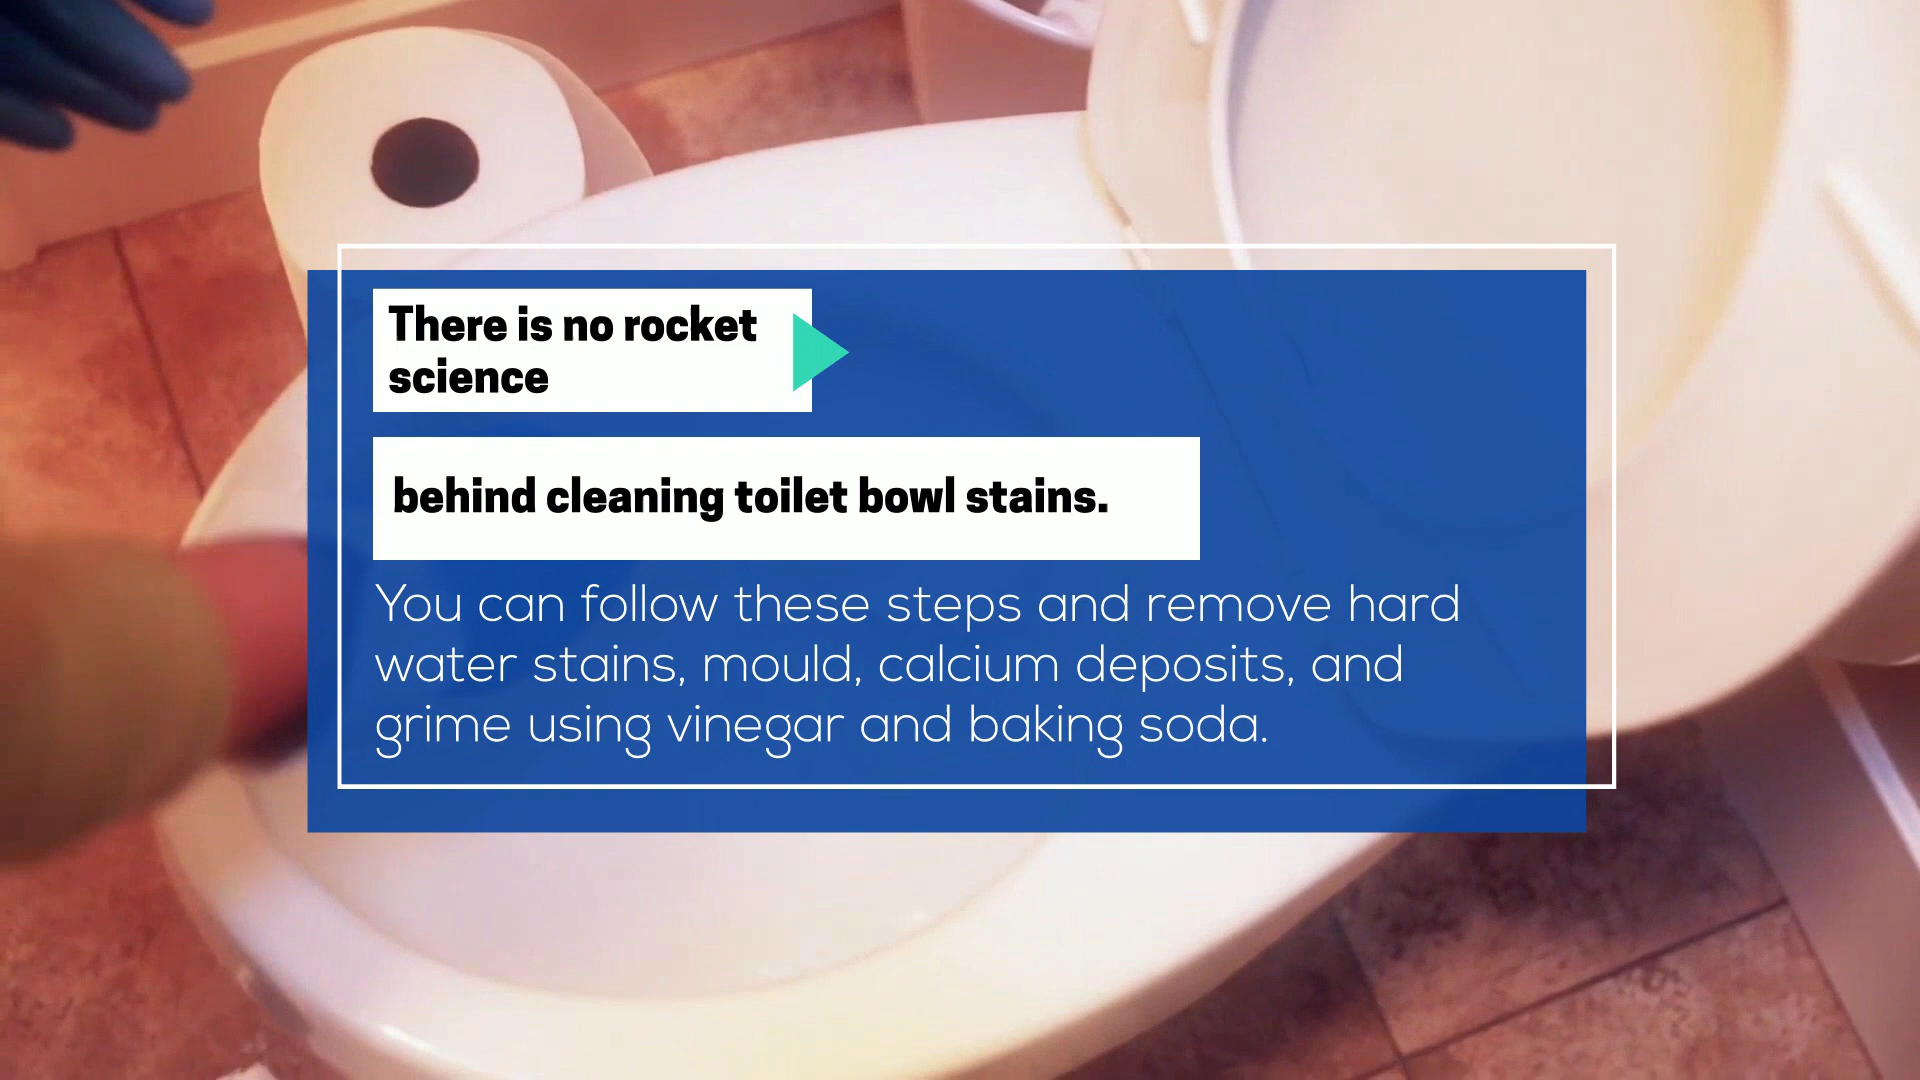 There is no rocket
science
behind cleaning toilet bowl stains.
You can follow these steps and remove hard
water stains, mould, calcium deposits, and
grime using vinegar and baking soda.